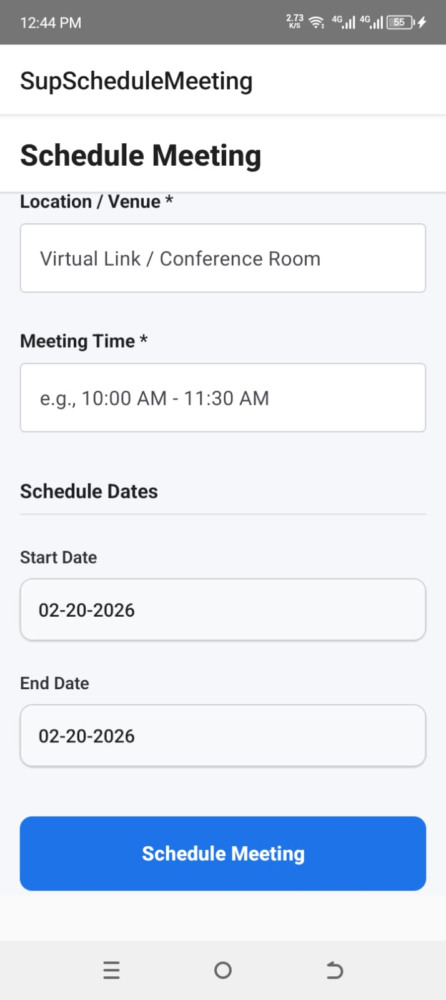 12:44 PM
2.73
K/S
4G
4G
55
SupScheduleMeeting
Schedule Meeting
Location / Venue *
Virtual Link / Conference Room
Meeting Time *
e.g., 10:00 AM - 11:30 AM
Schedule Dates
Start Date
02-20-2026
End Date
02-20-2026
Schedule Meeting